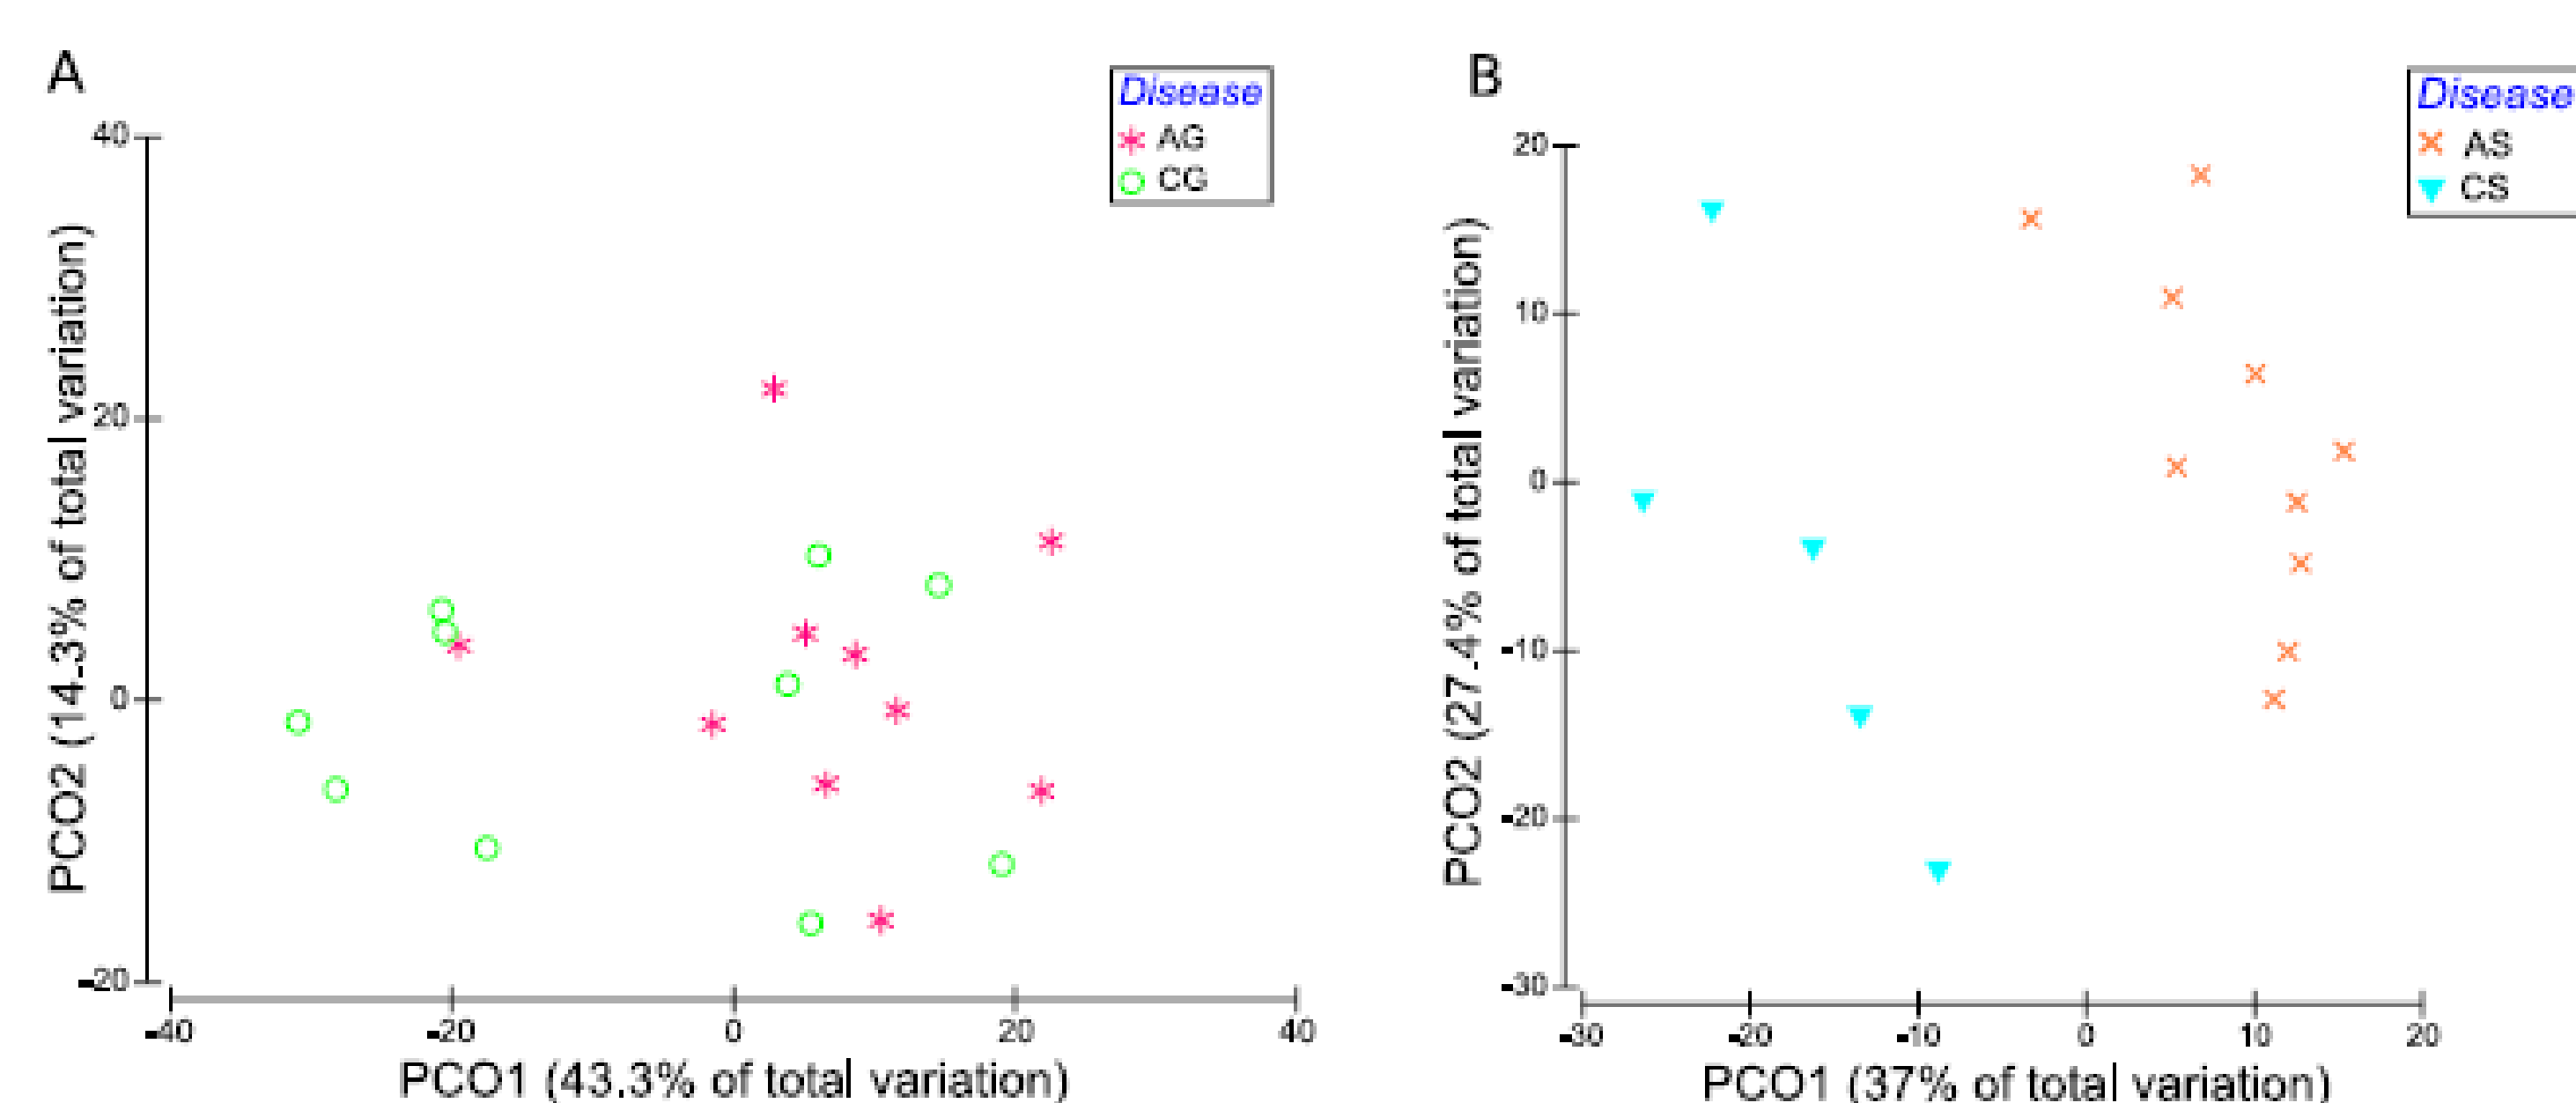 A
Disease
AG
CG
40
20
0
-20
PCO2 (14.3% of total variation)
-40
-20
0
20
40
PCO1 (43.3% of total variation)
B
Disease
AS
CS
20
10
0
-10
-20
-30
PCO2 (27.4% of total variation)
-30
-20
-10
0
10
20
PCO1 (37% of total variation)